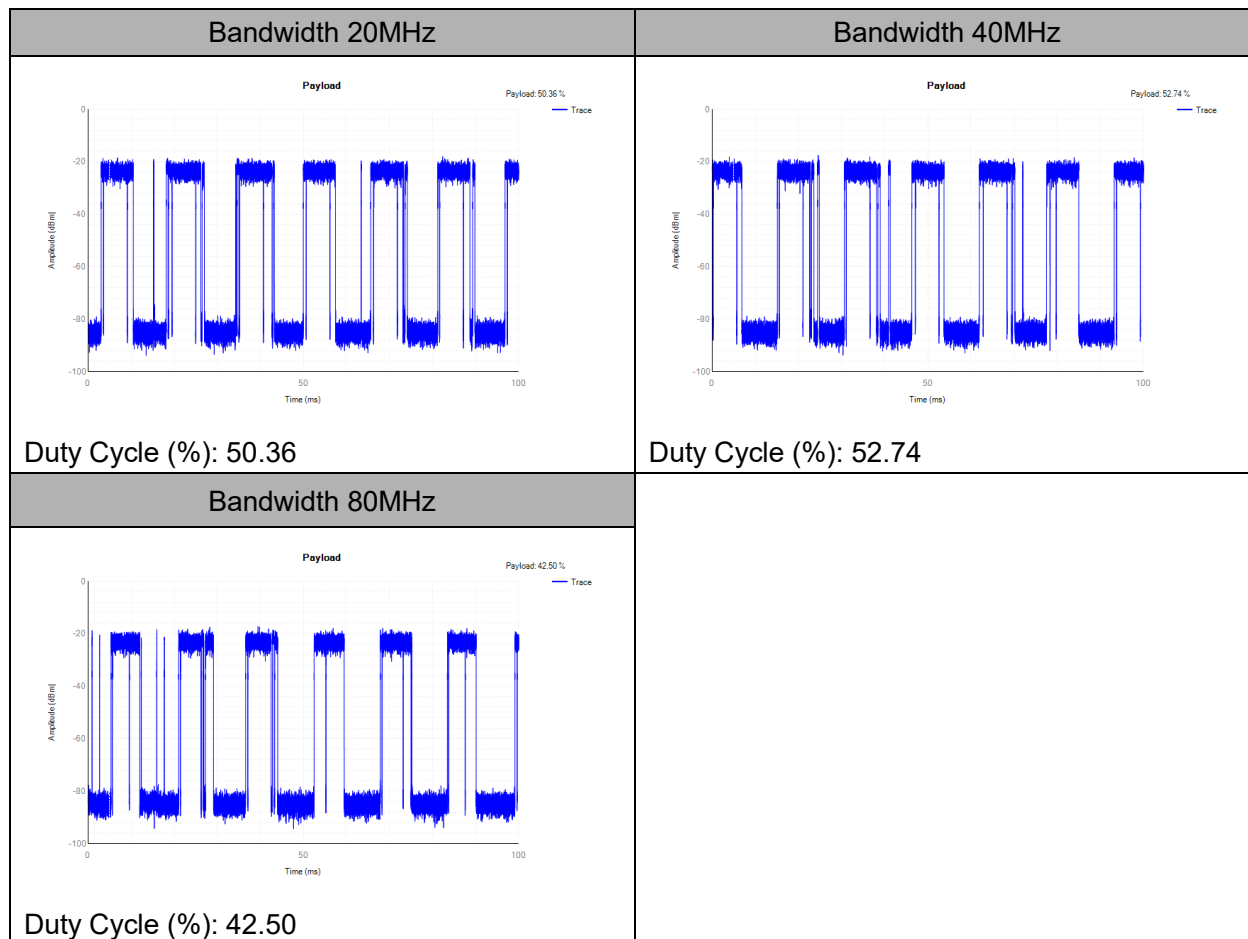 Bandwidth 20MHz
Payload
Payload: 50.36 %
Trace
0
-20
-40
-60
-80
-100
Amplitude [dBm]
0
50
100
Time (ms)
Duty Cycle (%): 50.36
Bandwidth 40MHz
Payload
Payload: 52.74 %
Trace
0
-20
-40
-60
-80
-100
Amplitude [dBm]
0
50
100
Time (ms)
Duty Cycle (%): 52.74
Bandwidth 80MHz
Payload
Payload: 42.50 %
Trace
0
-20
-40
-60
-80
-100
Amplitude [dBm]
0
50
100
Time (ms)
Duty Cycle (%): 42.50